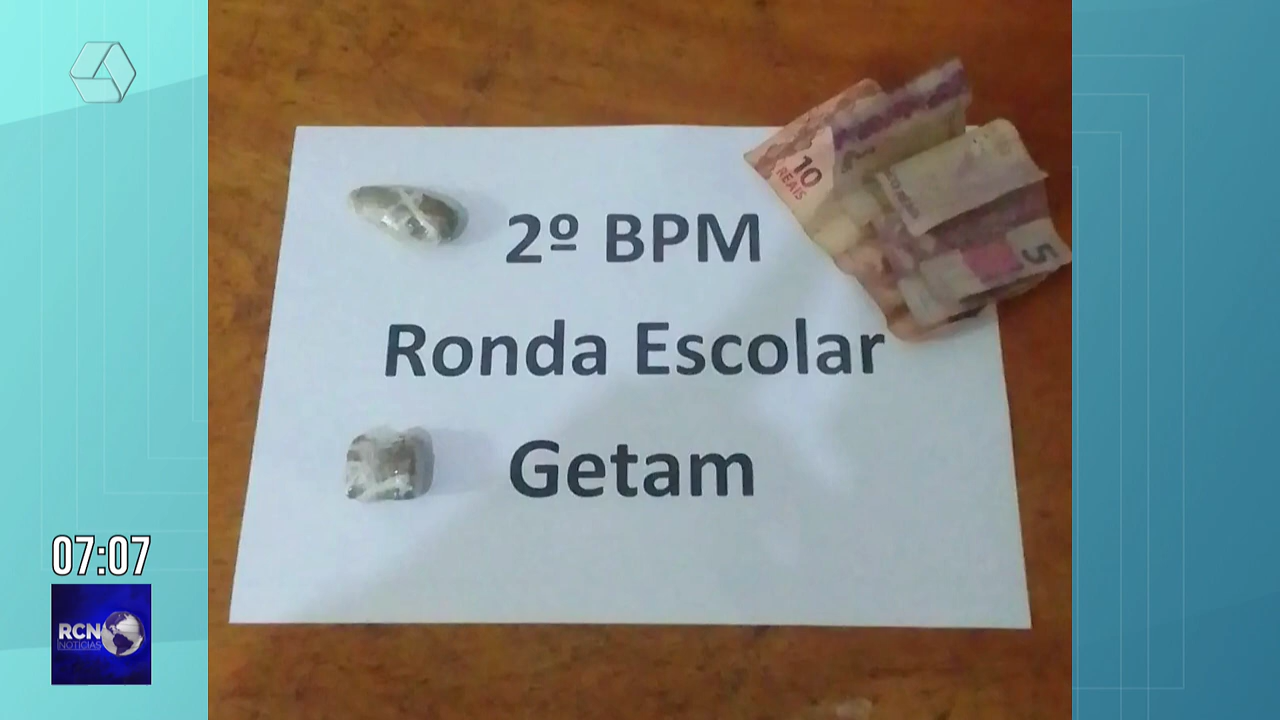 10
REAIS
5
2º BPM
Ronda Escolar
Getam
07:07
RCN
NOTÍCIAS